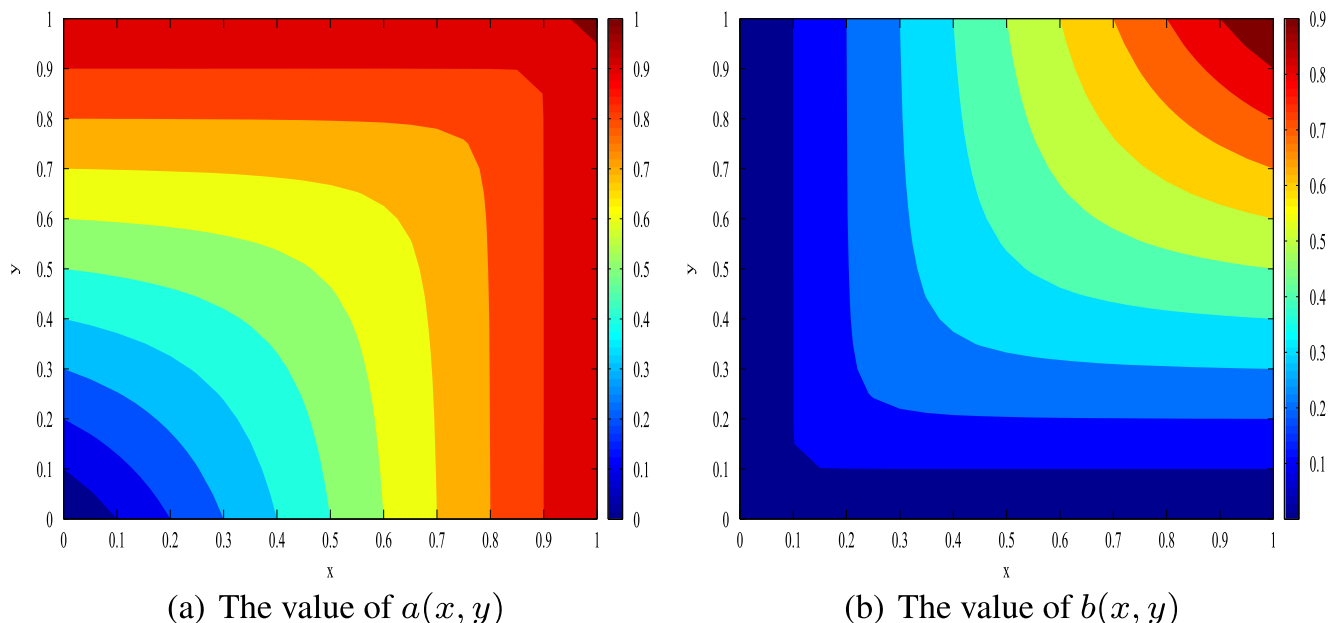 1 0.9 0.8 0.7 0.6 0.5 0.4 0.3 0.2 0.1 0
y
0 0.1 0.2 0.3 0.4 0.5 0.6 0.7 0.8 0.9 1
x
1 0.9 0.8 0.7 0.6 0.5 0.4 0.3 0.2 0.1 0
(a) The value of a(x, y)
1 0.9 0.8 0.7 0.6 0.5 0.4 0.3 0.2 0.1 0
y
0 0.1 0.2 0.3 0.4 0.5 0.6 0.7 0.8 0.9 1
x
0.9 0.8 0.7 0.6 0.5 0.4 0.3 0.2 0.1
(b) The value of b(x, y)